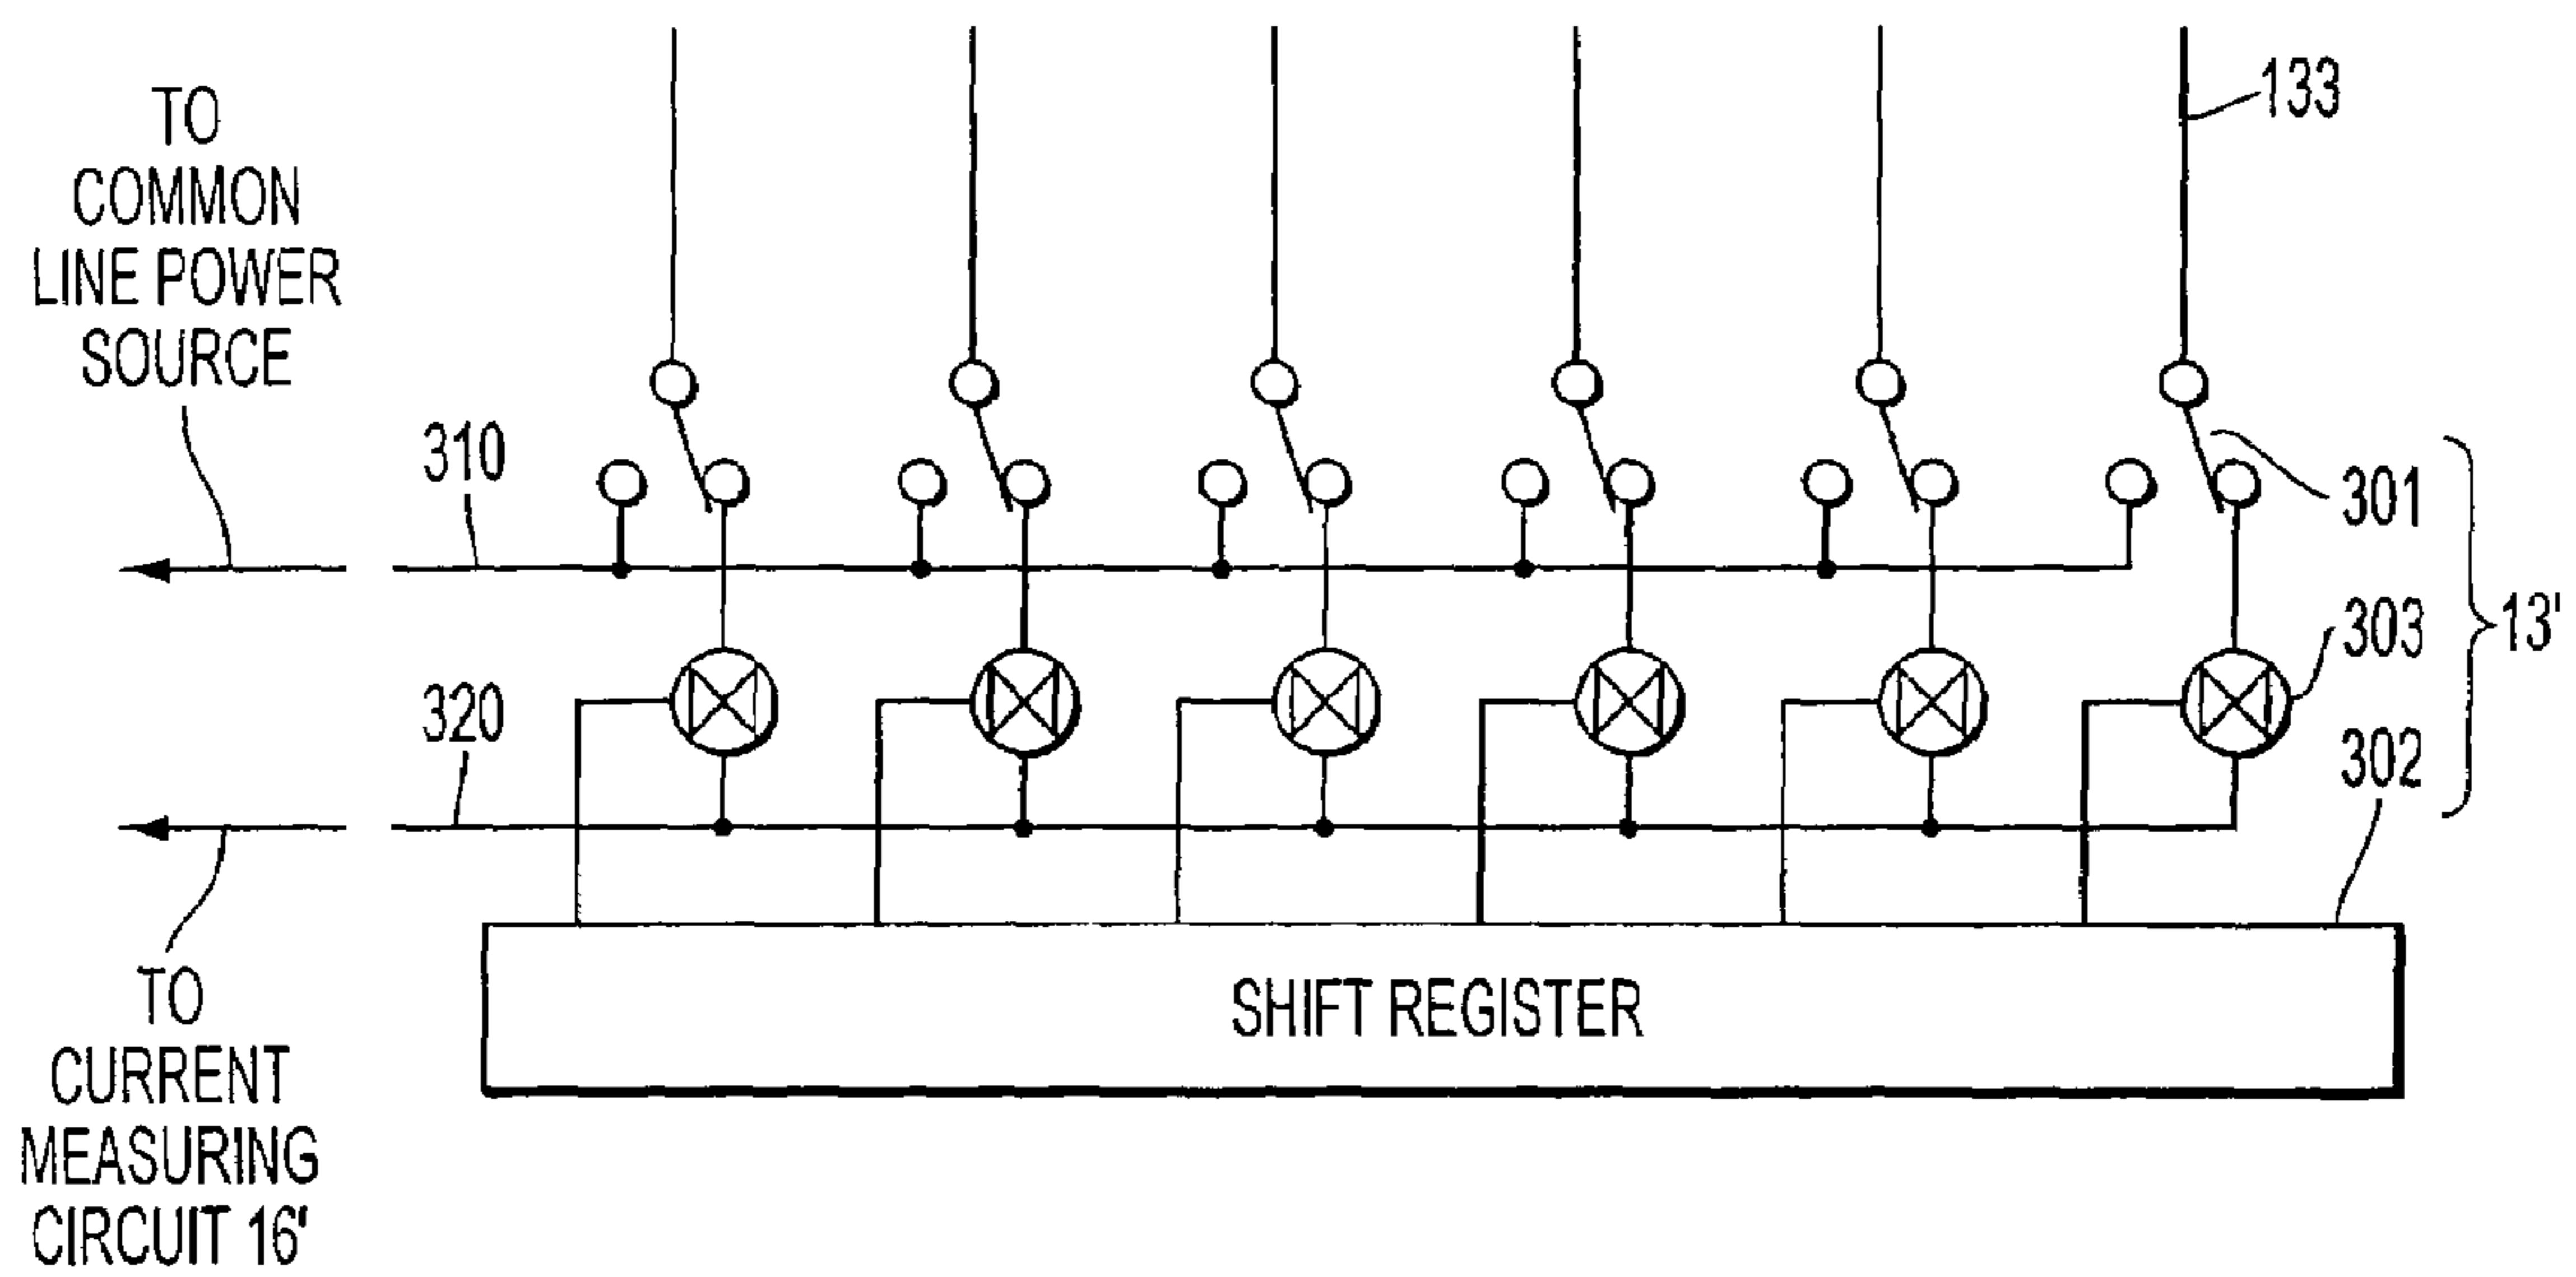 TO
COMMON
LINE POWER
SOURCE
133
310
301
303
13'
320
302
SHIFT REGISTER
TO
CURRENT
MEASURING
CIRCUIT 16'